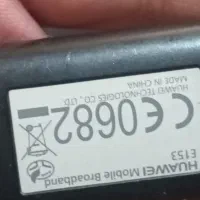 HUAWEI Mobile Broadband
E153
CE0682
HUAWEI TECHNOLOGIES CO., LTD.
MADE IN CHINA